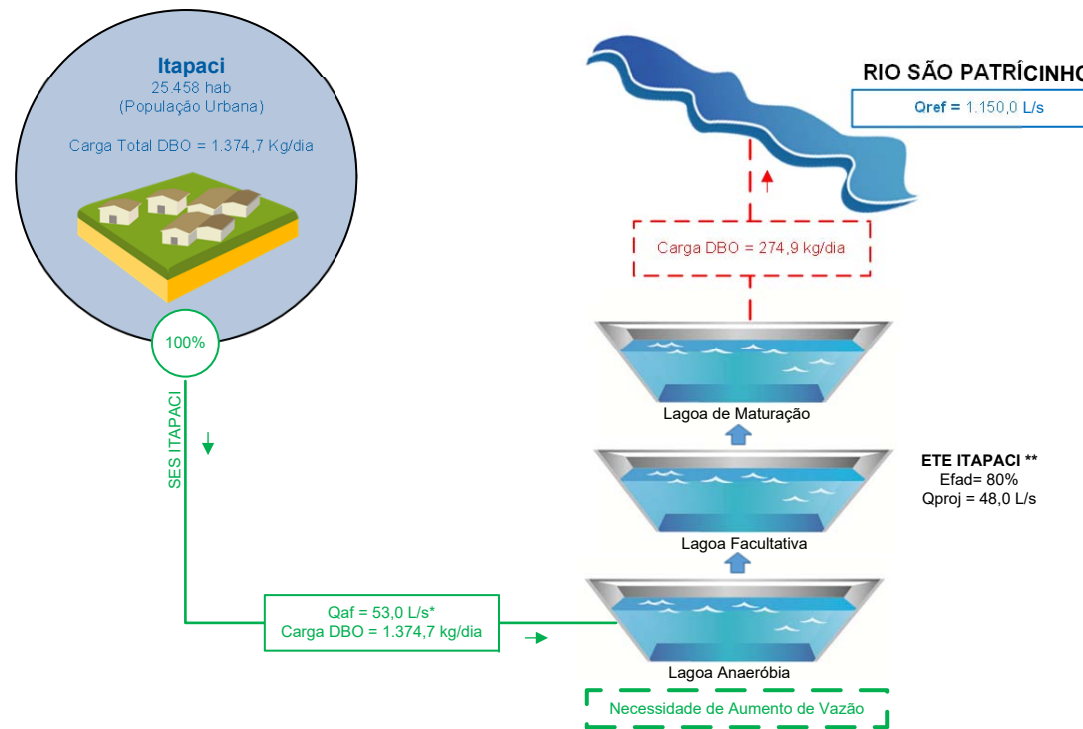 Itapaci
25.458 hab
(População Urbana)
Carga Total DBO = 1.374,7 Kg/dia
100%
SES ITAPACI
Qaf = 53,0 L/s*
Carga DBO = 1.374,7 kg/dia
RIO SÃO PATRÍCINHO
Qref = 1.150,0 L/s
Carga DBO = 274,9 kg/dia
Lagoa de Maturação
ETE ITAPACI **
Efad= 80%
Qproj = 48,0 L/s
Lagoa Facultativa
Lagoa Anaeróbia
Necessidade de Aumento de Vazão